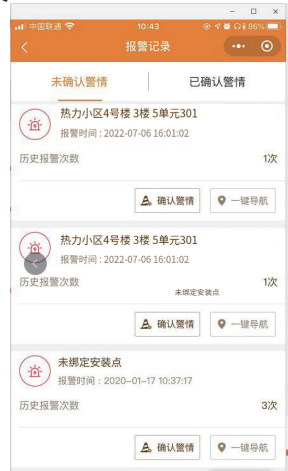 中国联通
10:43
86%
报警记录
未确认警情
已确认警情
热力小区4号楼 3楼 5单元301
报警时间：2022-07-06 16:01:02
历史报警次数
1次
确认警情
一键导航
热力小区4号楼 3楼 5单元301
报警时间：2022-07-06 16:01:02
历史报警次数
1次
未绑定安装点
确认警情
一键导航
未绑定安装点
报警时间：2020-01-17 10:37:17
历史报警次数
3次
确认警情
一键导航